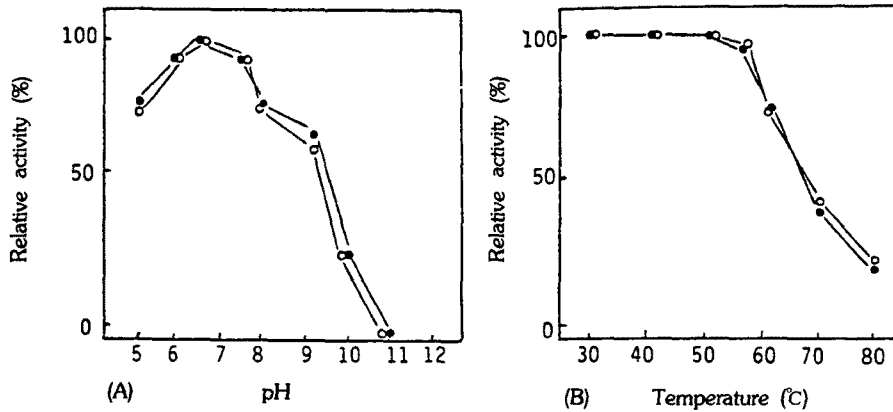 Relative activity (%)
100
50
0
5 6 7 8 9 10 11 12
(A) pH
Relative activity (%)
100
50
0
30 40 50 60 70 80
(B) Temperature (℃)